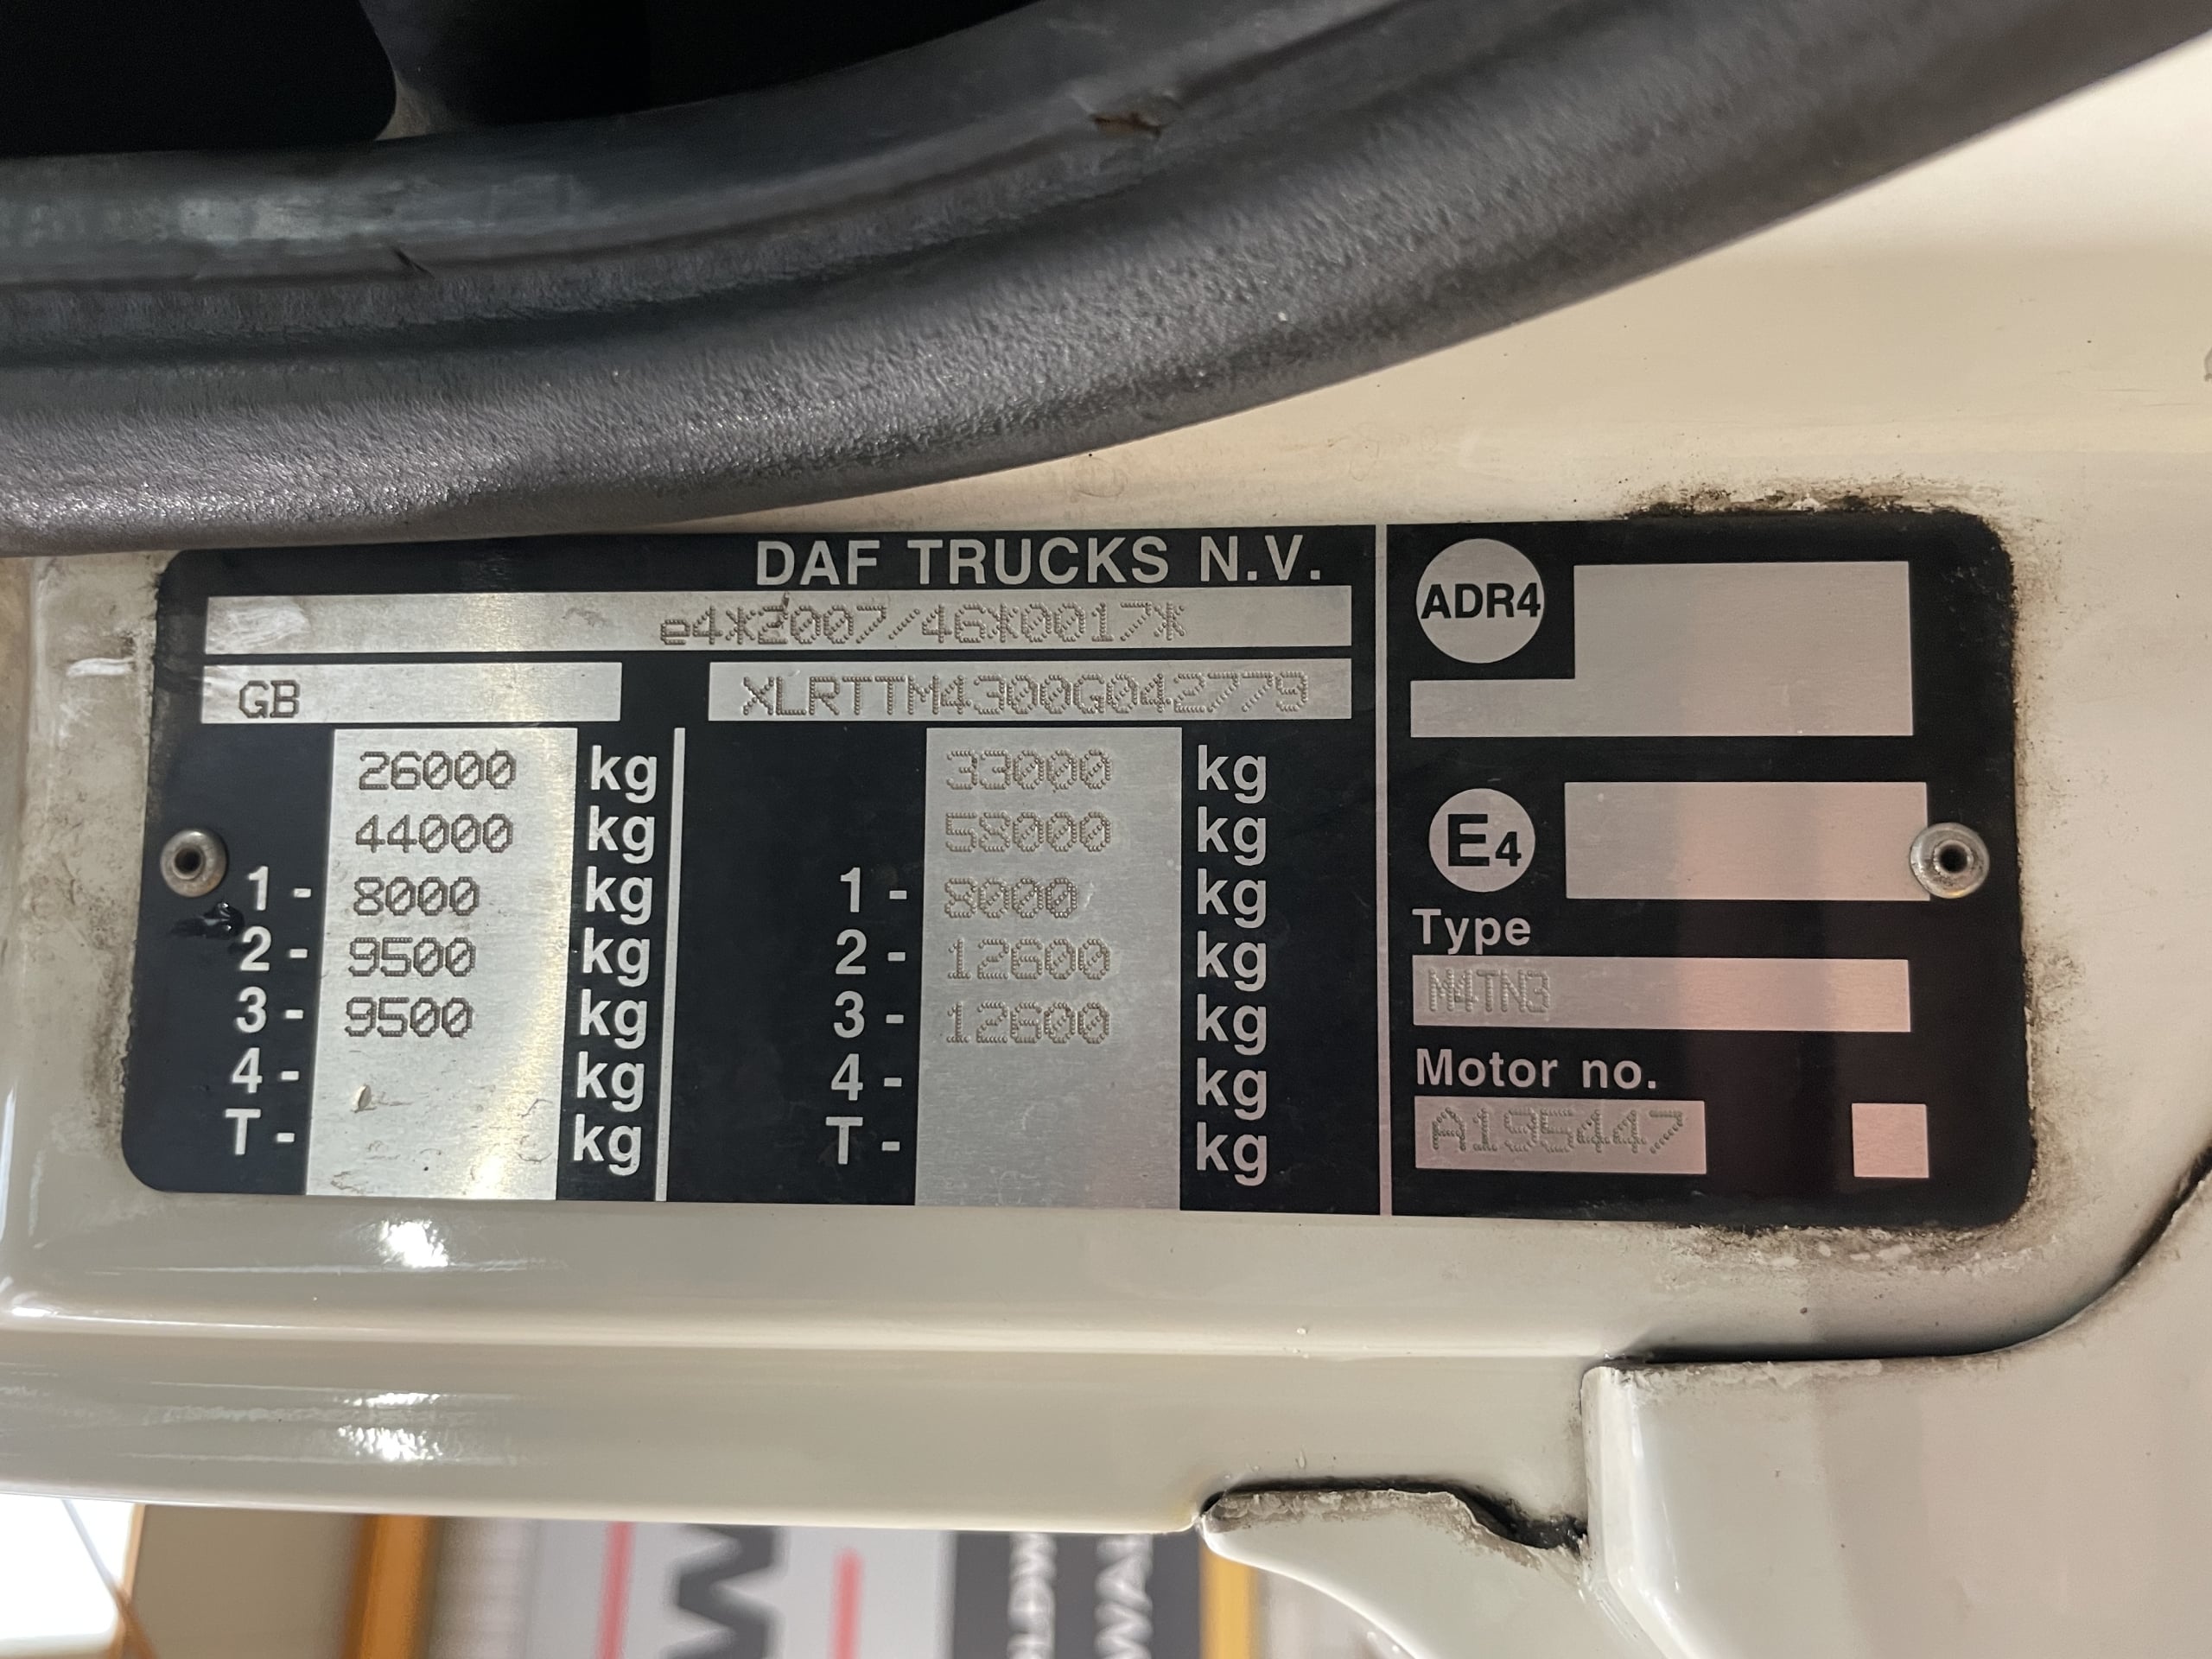 DAF TRUCKS N.V.
e4*2007/46*0017*
GB XLRTTM4300G042779
26000 kg 33000 kg
44000 kg 58000 kg
1 - 8000 kg 1 - 8000 kg
2 - 9500 kg 2 - 12600 kg
3 - 9500 kg 3 - 12600 kg
4 - kg 4 - kg
T - kg T - kg
ADR4
E4
Type
M4TN3
Motor no.
A195447